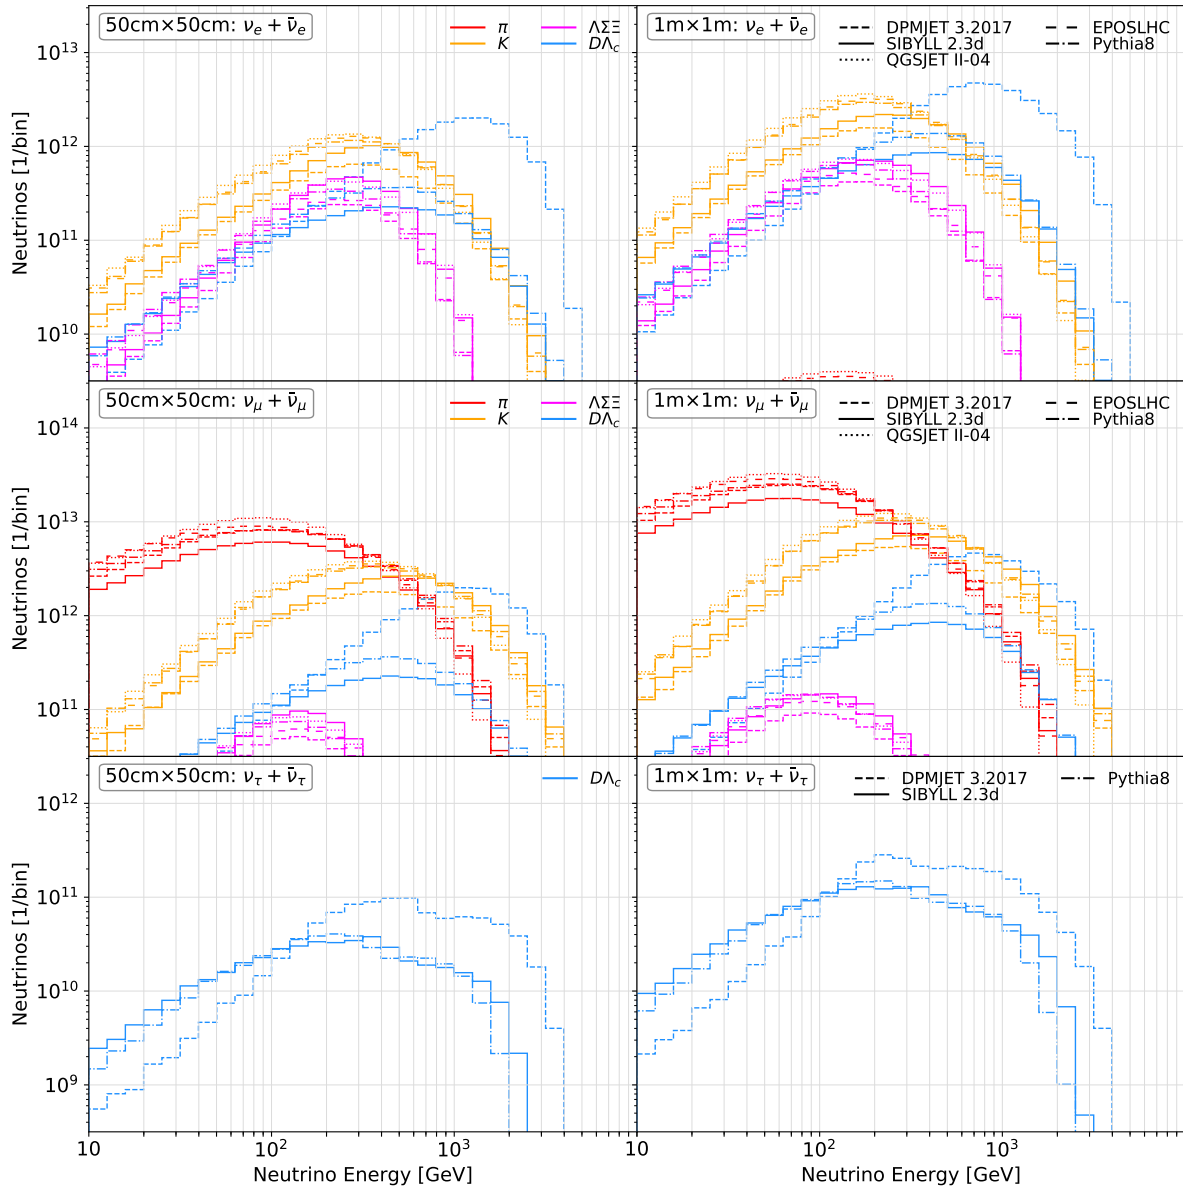 50cm×50cm: νe + ν̄e
π ΛΣΞ
K DΛc
1m×1m: νe + ν̄e
DPMJET 3.2017 EPOSLHC
SIBYLL 2.3d Pythia8
QGSJET II-04
Neutrinos [1/bin]
10^13
10^12
10^11
10^10
50cm×50cm: νμ + ν̄μ
π ΛΣΞ
K DΛc
1m×1m: νμ + ν̄μ
DPMJET 3.2017 EPOSLHC
SIBYLL 2.3d Pythia8
QGSJET II-04
Neutrinos [1/bin]
10^14
10^13
10^12
10^11
50cm×50cm: ντ + ν̄τ
DΛc
1m×1m: ντ + ν̄τ
DPMJET 3.2017 Pythia8
SIBYLL 2.3d
Neutrinos [1/bin]
10^12
10^11
10^10
10^9
10 10^2 10^3 10 10^2 10^3
Neutrino Energy [GeV] Neutrino Energy [GeV]